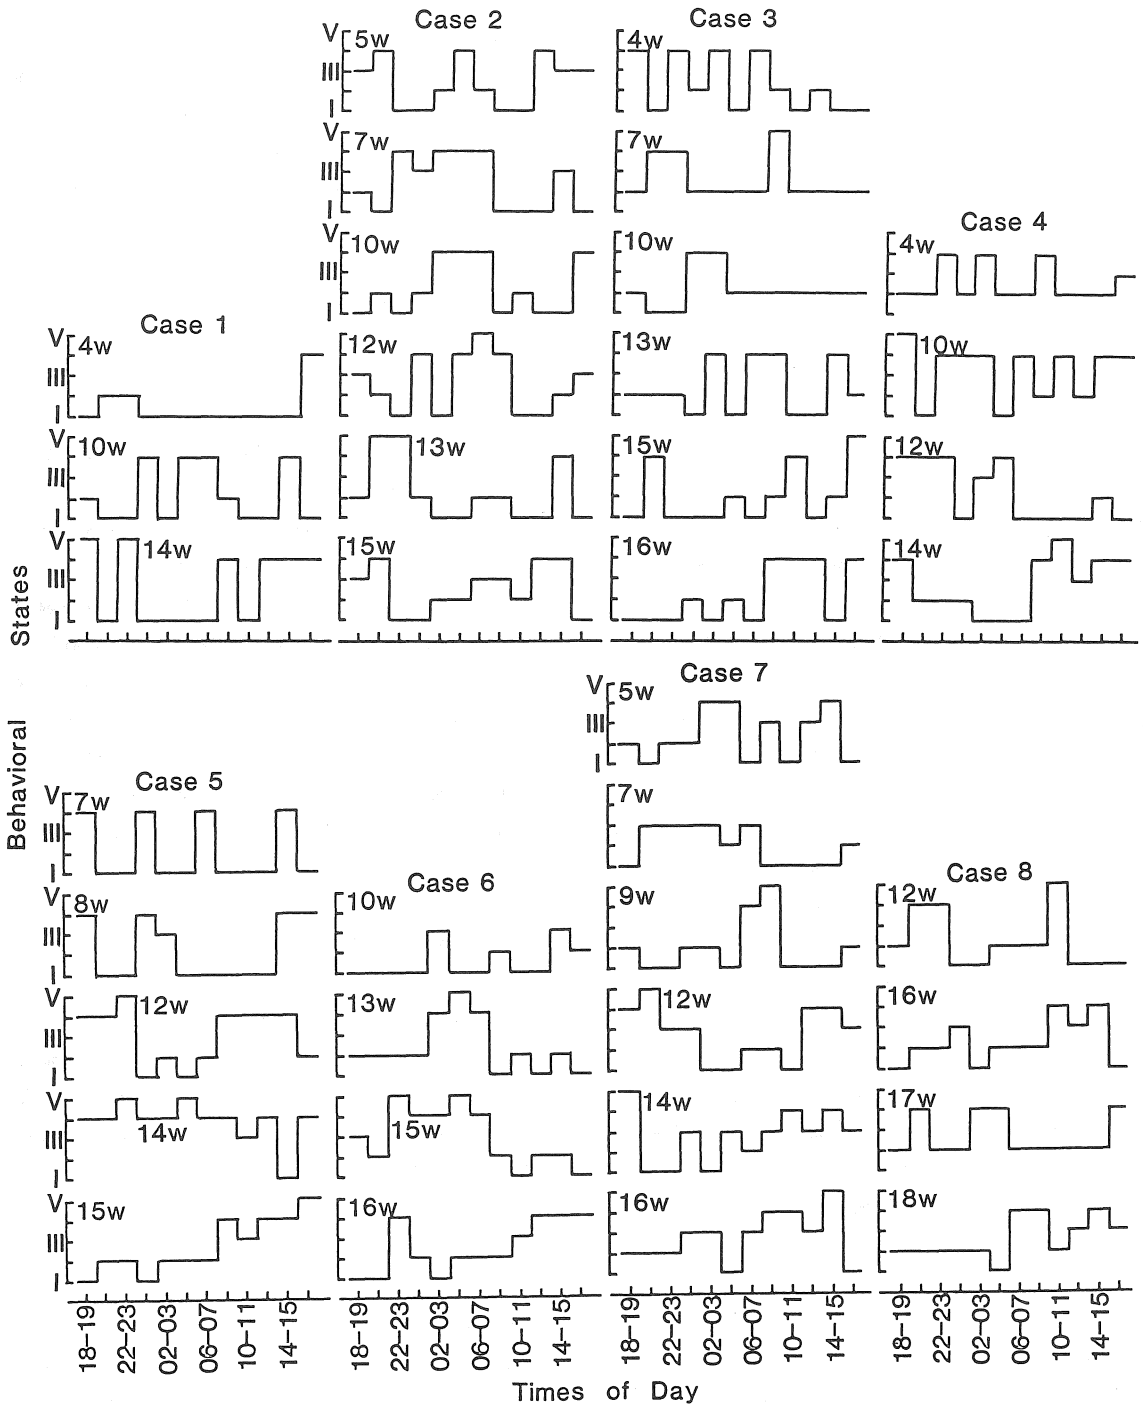 Case 2
Case 3
V 5w
III
I
4w
V 7w
III
I
7w
Case 4
V 10w
III
I
10w
4w
Case 1
V 4w
III
I
12w
13w
10w
V 10w
III
I
13w
15w
12w
V 14w
III
I
15w
16w
14w
States
Case 7
V 5w
III
I
Behavioral
Case 5
V 7w
III
I
7w
Case 6
Case 8
V 8w
III
I
10w
9w
12w
V 12w
III
I
13w
12w
16w
V 14w
III
I
15w
14w
17w
V 15w
III
I
16w
16w
18w
18–19 22–23 02–03 06–07 10–11 14–15
18–19 22–23 02–03 06–07 10–11 14–15
18–19 22–23 02–03 06–07 10–11 14–15
18–19 22–23 02–03 06–07 10–11 14–15
Times of Day